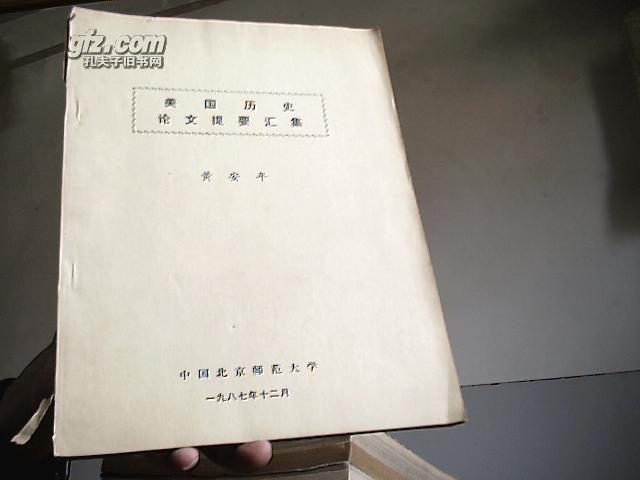 gfz.com
孔夫子旧书网
美国历史
论文提要汇集
黄安年
中国北京师范大学
一九八七年十二月